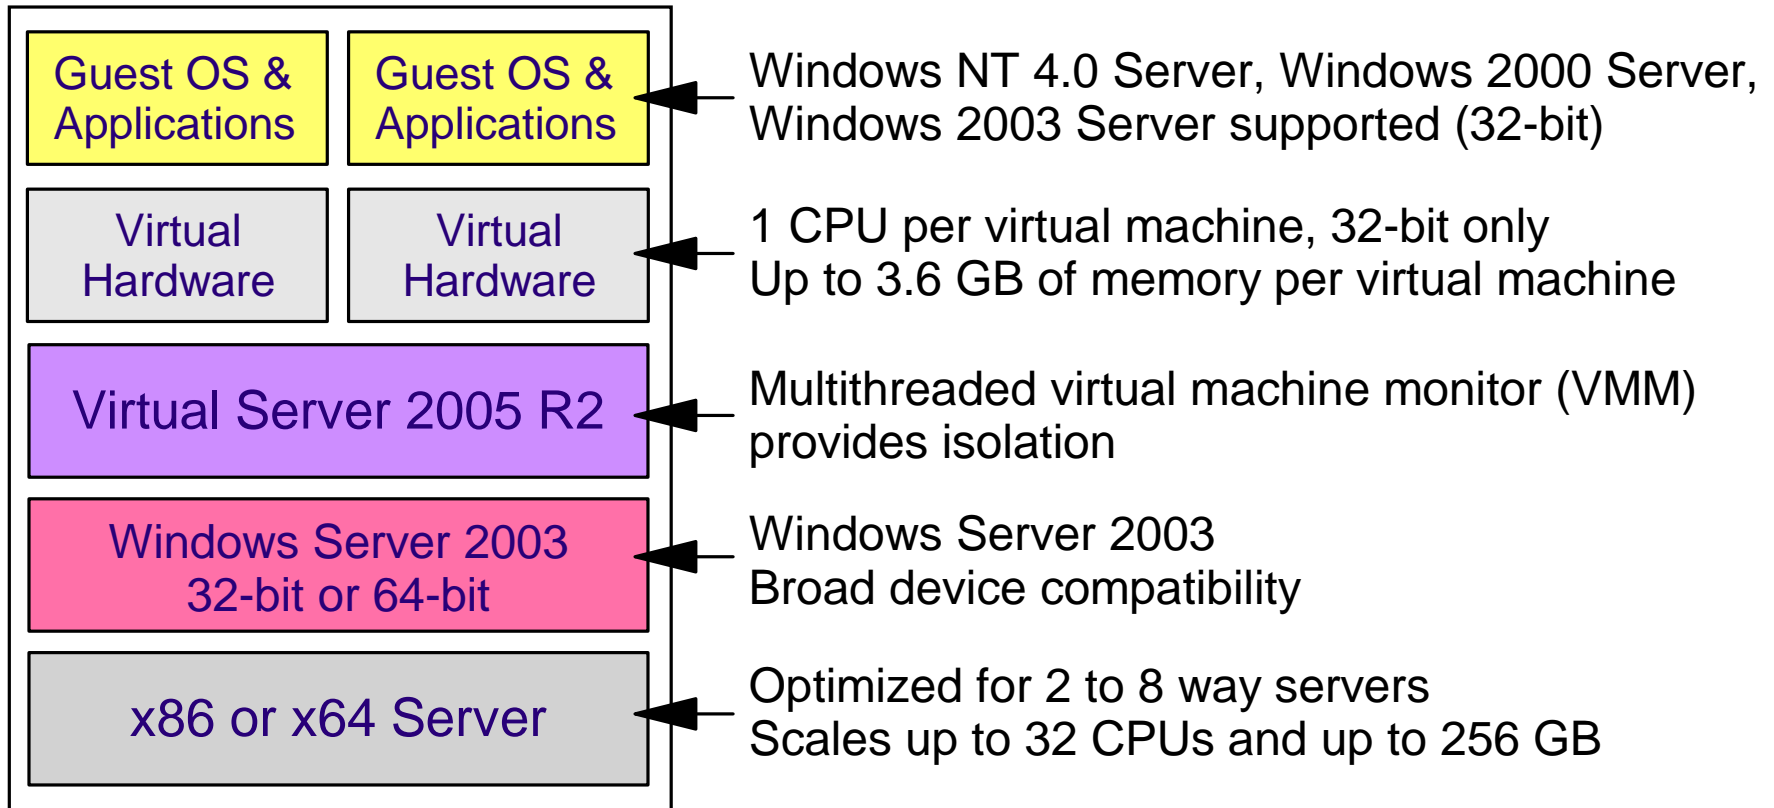 Guest OS &
Applications
Guest OS &
Applications
Windows NT 4.0 Server, Windows 2000 Server,
Windows 2003 Server supported (32-bit)
Virtual
Hardware
Virtual
Hardware
1 CPU per virtual machine, 32-bit only
Up to 3.6 GB of memory per virtual machine
Virtual Server 2005 R2
Multithreaded virtual machine monitor (VMM)
provides isolation
Windows Server 2003
32-bit or 64-bit
Windows Server 2003
Broad device compatibility
x86 or x64 Server
Optimized for 2 to 8 way servers
Scales up to 32 CPUs and up to 256 GB